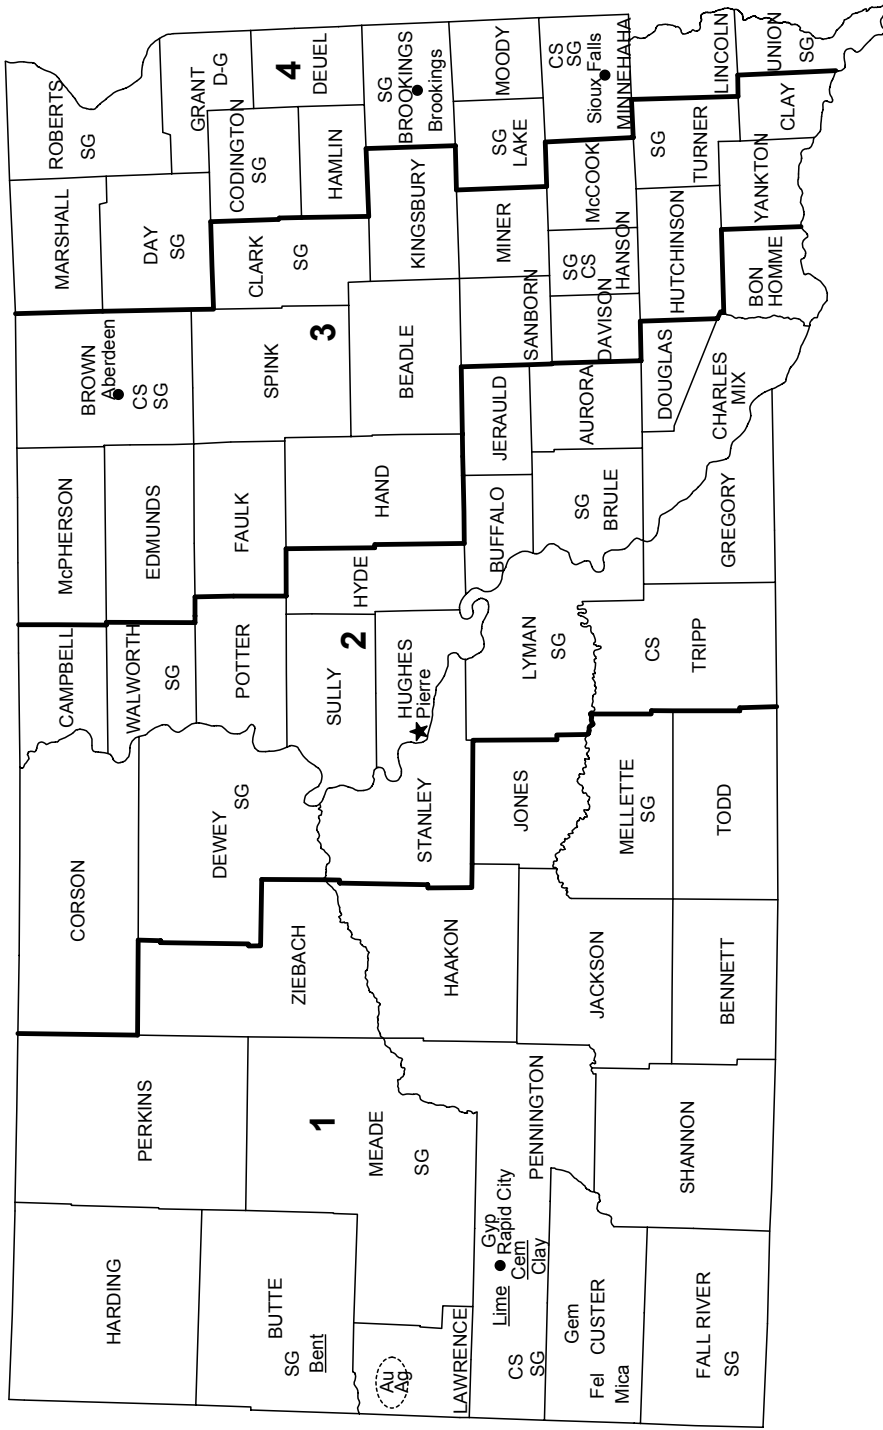 HARDING
PERKINS
CORSON
CAMPBELL
McPHERSON
BROWN
Aberdeen
CS
SG
MARSHALL
ROBERTS
SG
DAY
SG
GRANT
D-G
BUTTE
SG
Bent
MEADE
SG
1
ZIEBACH
DEWEY
SG
WALWORTH
SG
EDMUNDS
POTTER
FAULK
SPINK
3
CLARK
SG
CODINGTON
SG
HAMLIN
4
DEUEL
LAWRENCE
Au
Ag
HAAKON
STANLEY
SULLY
2
HUGHES
Pierre
HYDE
HAND
BEADLE
KINGSBURY
SG
BROOKINGS
Brookings
PENNINGTON
Gyp
Rapid City
Lime
Cem
Clay
CS
SG
JONES
LYMAN
SG
BUFFALO
JERAULD
SANBORN
MINER
SG
LAKE
MOODY
Gem
CUSTER
Fel
Mica
JACKSON
MELLETTE
SG
CS
TRIPP
SG
BRULE
AURORA
DAVISON
SG
CS
HANSON
McCOOK
CS
SG
Sioux Falls
MINNEHAHA
FALL RIVER
SG
SHANNON
BENNETT
TODD
GREGORY
CHARLES
MIX
DOUGLAS
HUTCHINSON
SG
TURNER
LINCOLN
BON
HOMME
YANKTON
CLAY
UNION
SG